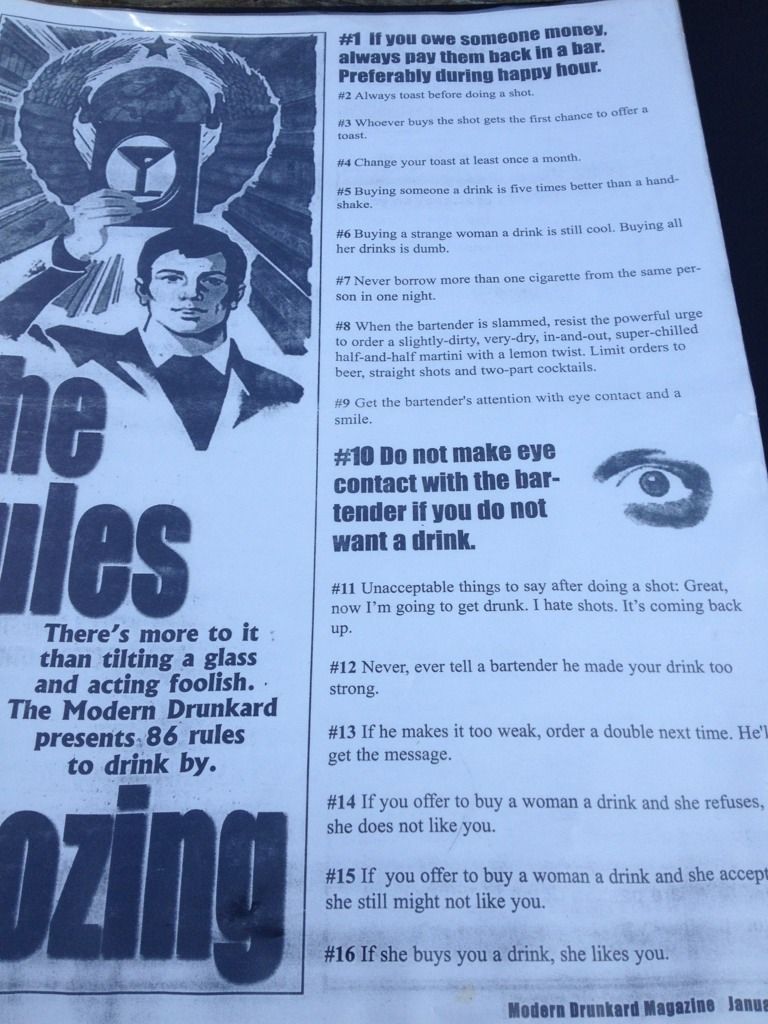 he
ules
There's more to it
than tilting a glass
and acting foolish.
The Modern Drunkard
presents 86 rules
to drink by.
ozing
#1 If you owe someone money,
always pay them back in a bar.
Preferably during happy hour.
#2 Always toast before doing a shot.
#3 Whoever buys the shot gets the first chance to offer a
toast.
#4 Change your toast at least once a month.
#5 Buying someone a drink is five times better than a hand-
shake.
#6 Buying a strange woman a drink is still cool. Buying all
her drinks is dumb.
#7 Never borrow more than one cigarette from the same per-
son in one night.
#8 When the bartender is slammed, resist the powerful urge
to order a slightly-dirty, very-dry, in-and-out, super-chilled
half-and-half martini with a lemon twist. Limit orders to
beer, straight shots and two-part cocktails.
#9 Get the bartender's attention with eye contact and a
smile.
#10 Do not make eye
contact with the bar-
tender if you do not
want a drink.
#11 Unacceptable things to say after doing a shot: Great,
now I'm going to get drunk. I hate shots. It's coming back
up.
#12 Never, ever tell a bartender he made your drink too
strong.
#13 If he makes it too weak, order a double next time. He'l
get the message.
#14 If you offer to buy a woman a drink and she refuses,
she does not like you.
#15 If you offer to buy a woman a drink and she accept
she still might not like you.
#16 If she buys you a drink, she likes you.
Modern Drunkard Magazine Janua